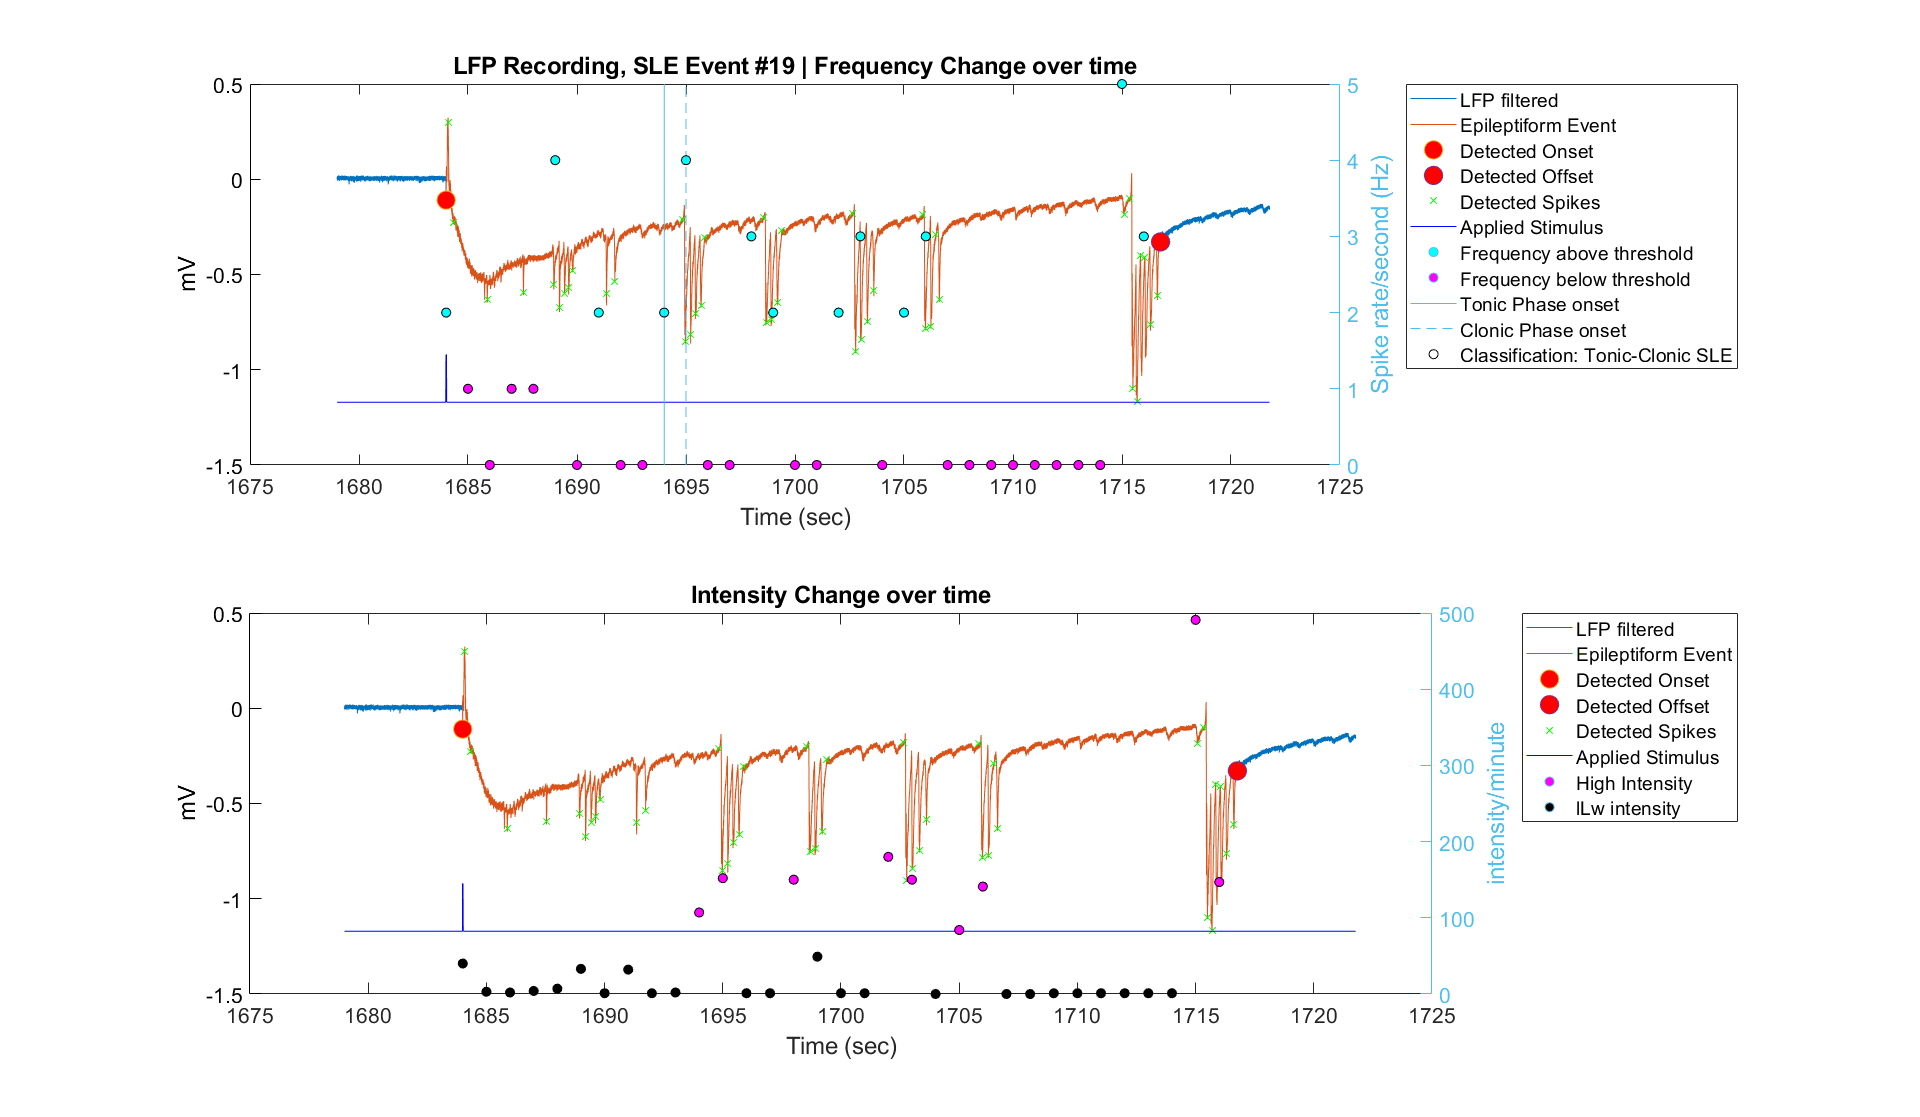 LFP Recording, SLE Event #19 | Frequency Change over time
0.5
0
-0.5
-1
-1.5
mV
5
4
3
2
1
0
Spike rate/second (Hz)
1675 1680 1685 1690 1695 1700 1705 1710 1715 1720 1725
Time (sec)
LFP filtered
Epileptiform Event
Detected Onset
Detected Offset
Detected Spikes
Applied Stimulus
Frequency above threshold
Frequency below threshold
Tonic Phase onset
Clonic Phase onset
Classification: Tonic-Clonic SLE
Intensity Change over time
0.5
0
-0.5
-1
-1.5
mV
500
400
300
200
100
0
intensity/minute
1675 1680 1685 1690 1695 1700 1705 1710 1715 1720 1725
Time (sec)
LFP filtered
Epileptiform Event
Detected Onset
Detected Offset
Detected Spikes
Applied Stimulus
High Intensity
lLw intensity